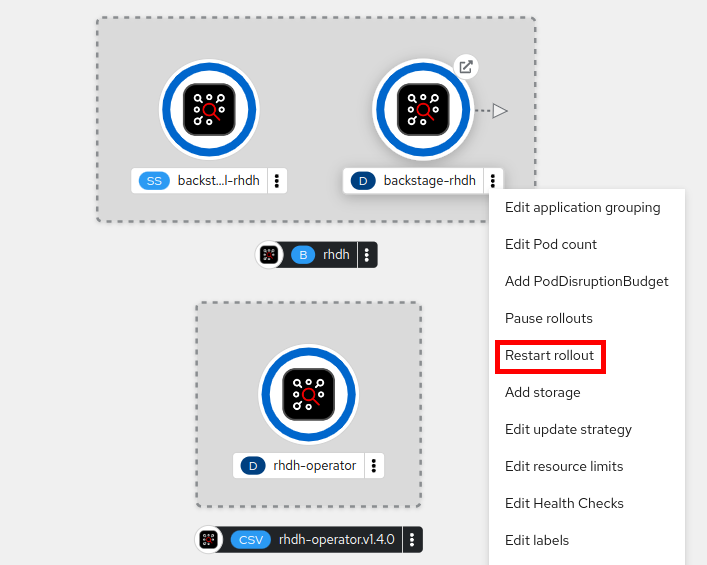 SS backst...l-rhdh
D backstage-rhdh
B rhdh
D rhdh-operator
CSV rhdh-operator.v1.4.0
Edit application grouping
Edit Pod count
Add PodDisruptionBudget
Pause rollouts
Restart rollout
Add storage
Edit update strategy
Edit resource limits
Edit Health Checks
Edit labels